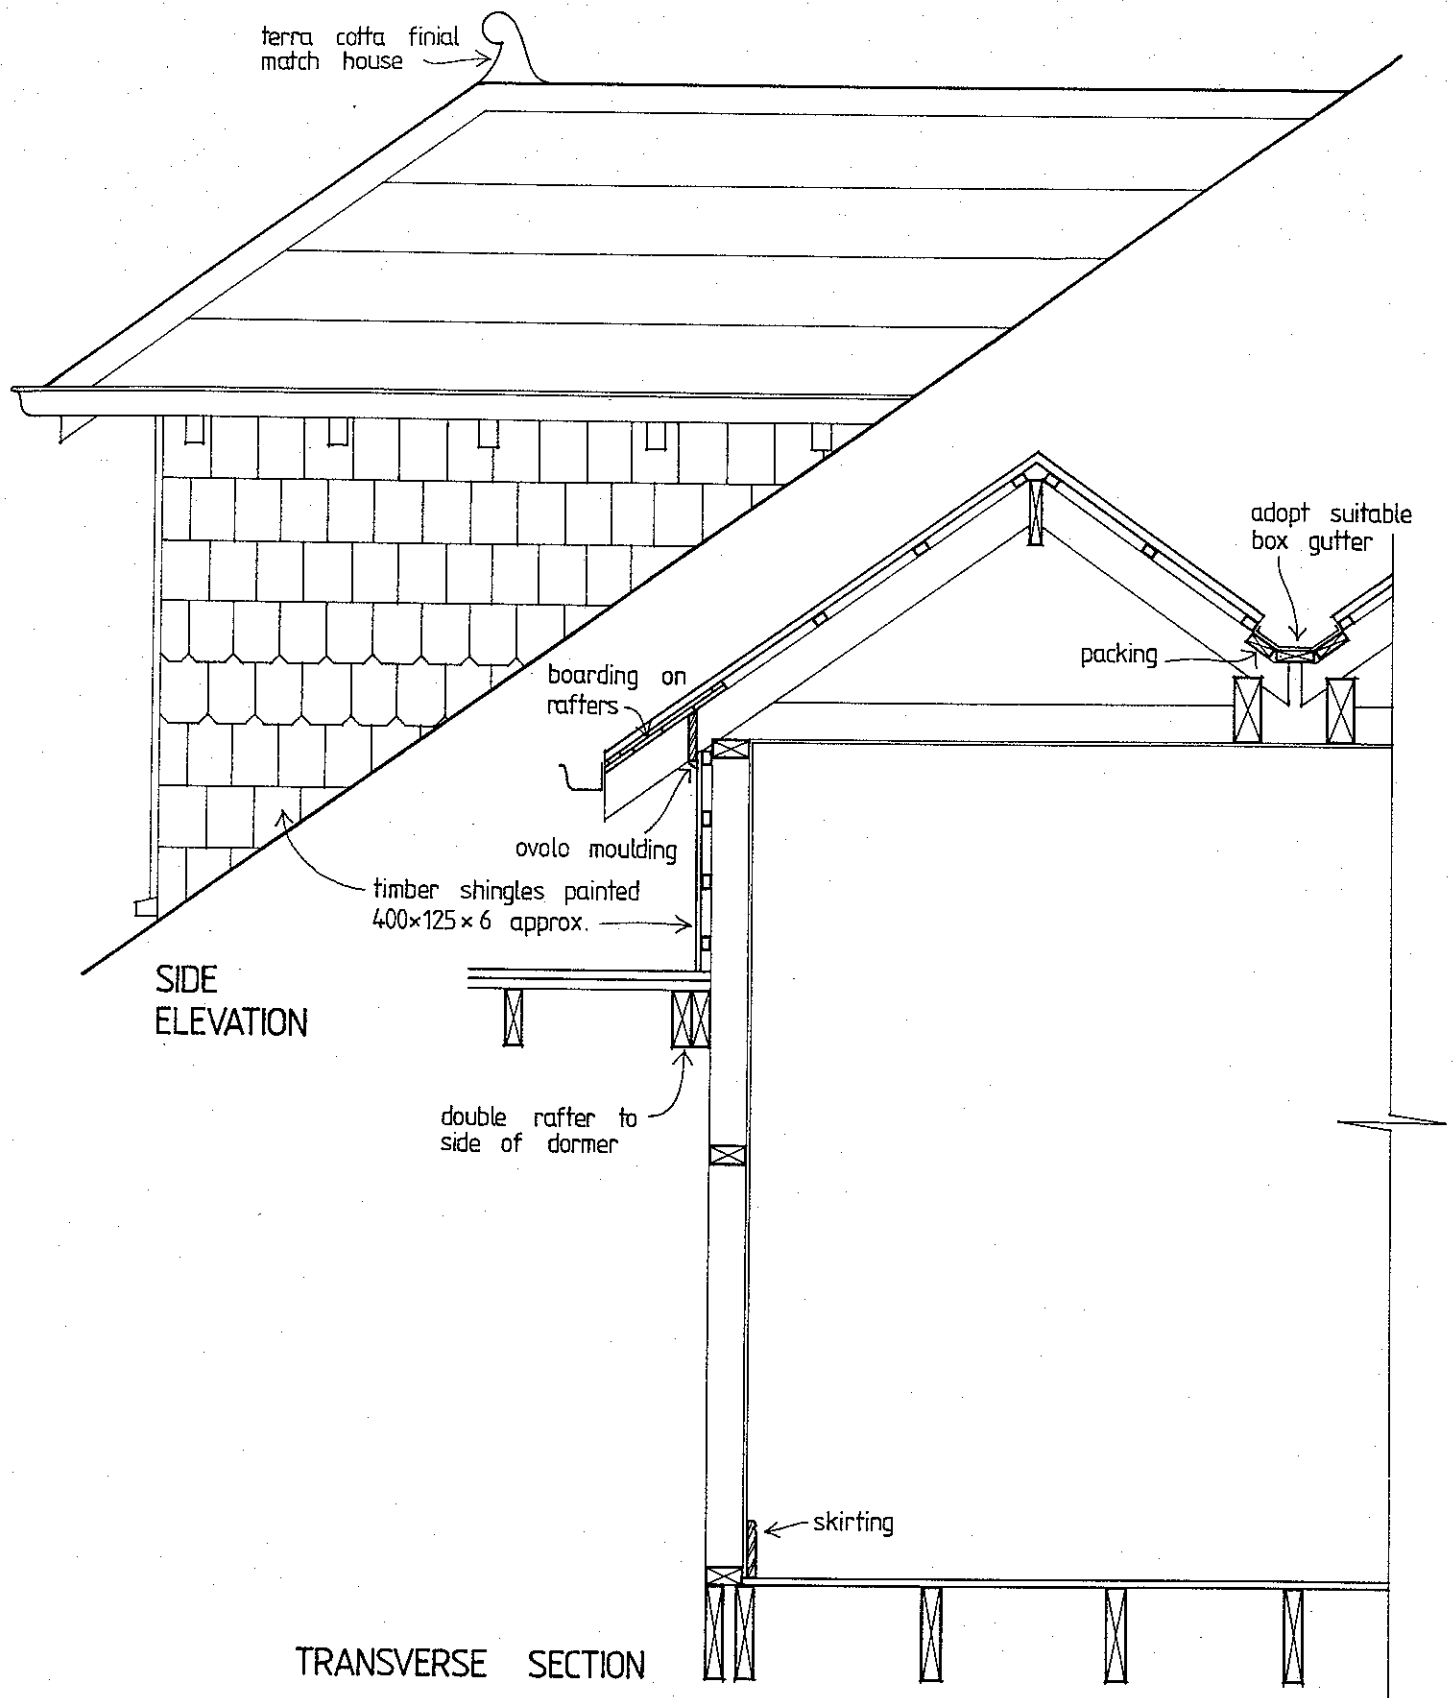 terra cotta finial
match house
adopt suitable
box gutter
packing
boarding on
rafters
ovolo moulding
timber shingles painted
400×125×6 approx.
SIDE
ELEVATION
double rafter to
side of dormer
skirting
TRANSVERSE SECTION